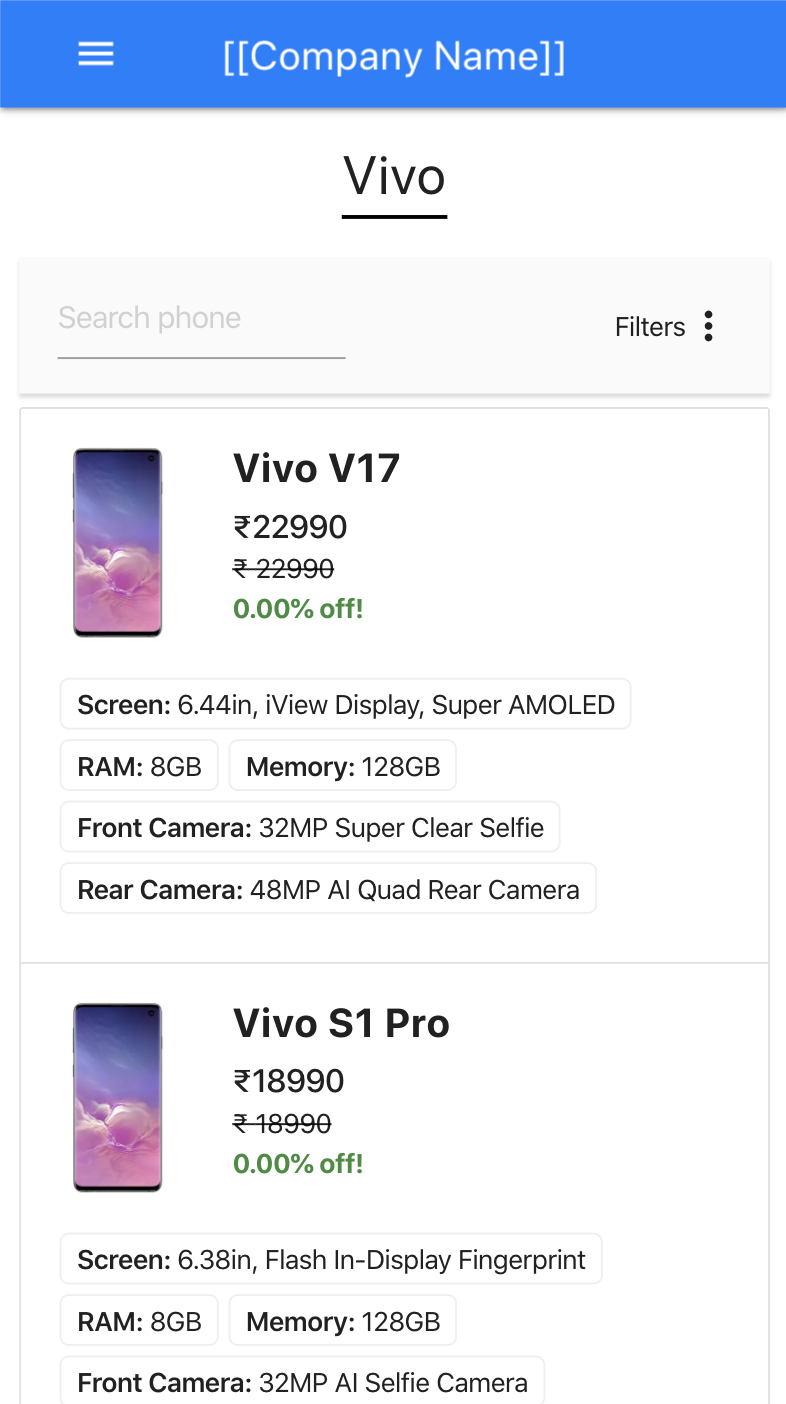 [[Company Name]]
Vivo
Search phone
Filters
Vivo V17
₹22990
₹ 22990
0.00% off!
Screen: 6.44in, iView Display, Super AMOLED
RAM: 8GB Memory: 128GB
Front Camera: 32MP Super Clear Selfie
Rear Camera: 48MP AI Quad Rear Camera
Vivo S1 Pro
₹18990
₹ 18990
0.00% off!
Screen: 6.38in, Flash In-Display Fingerprint
RAM: 8GB Memory: 128GB
Front Camera: 32MP AI Selfie Camera